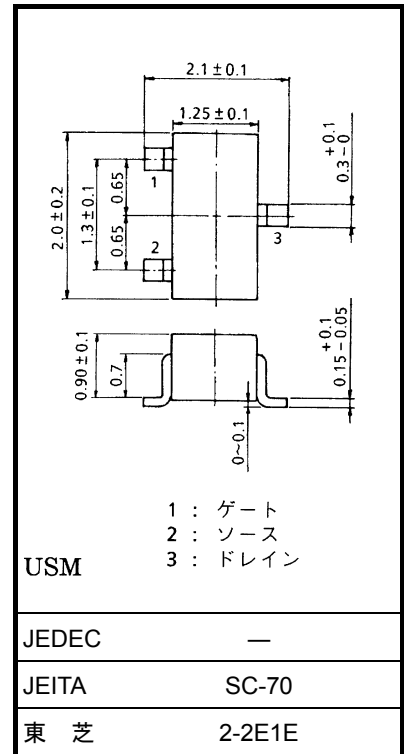 2.1±0.1
1.25±0.1
+0.1
0.3-0
2.0±0.2
1.3±0.1
0.65
0.65
1
2
3
0.90±0.1
0.7
0~0.1
+0.1
0.15-0.05
1 : ゲート
2 : ソース
3 : ドレイン
USM
JEDEC —
JEITA SC-70
東 芝 2-2E1E